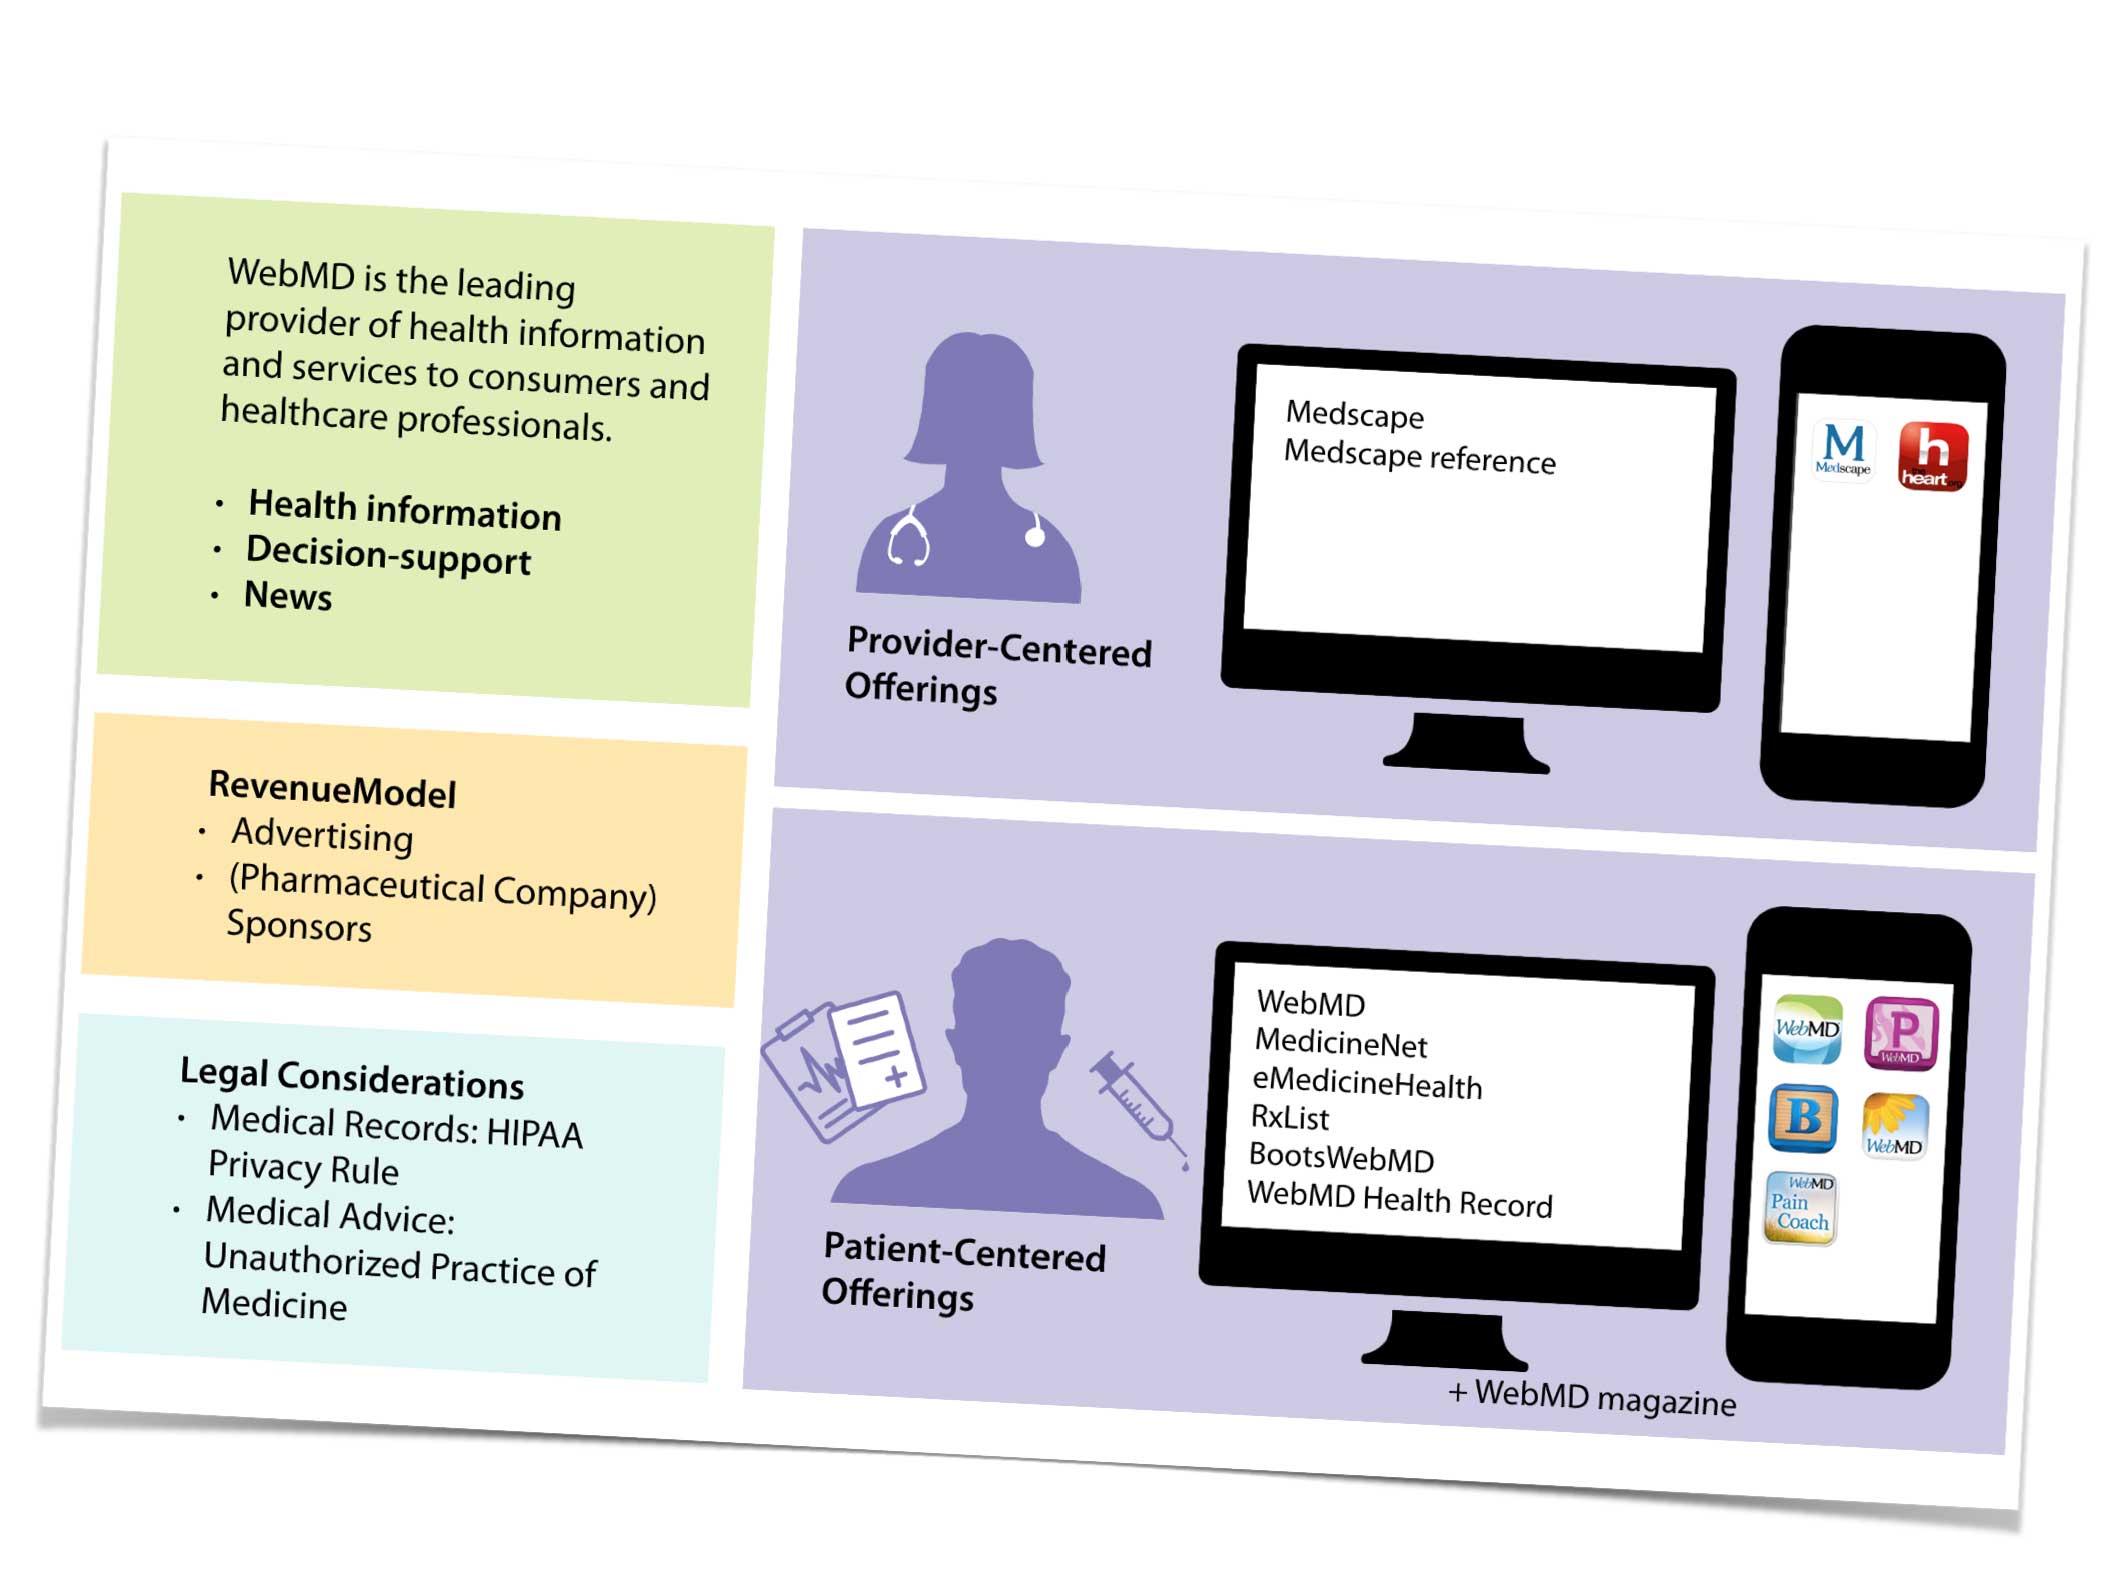 WebMD is the leading
provider of health information
and services to consumers and
healthcare professionals.
· Health information
· Decision-support
· News
RevenueModel
· Advertising
· (Pharmaceutical Company)
Sponsors
Legal Considerations
· Medical Records: HIPAA
Privacy Rule
· Medical Advice:
Unauthorized Practice of
Medicine
Provider-Centered
Offerings
Medscape
Medscape reference
M
Medscape
h
the
heart.org
Patient-Centered
Offerings
WebMD
MedicineNet
eMedicineHealth
RxList
BootsWebMD
WebMD Health Record
WebMD
P
WebMD
B
WebMD
WebMD
Pain
Coach
+ WebMD magazine